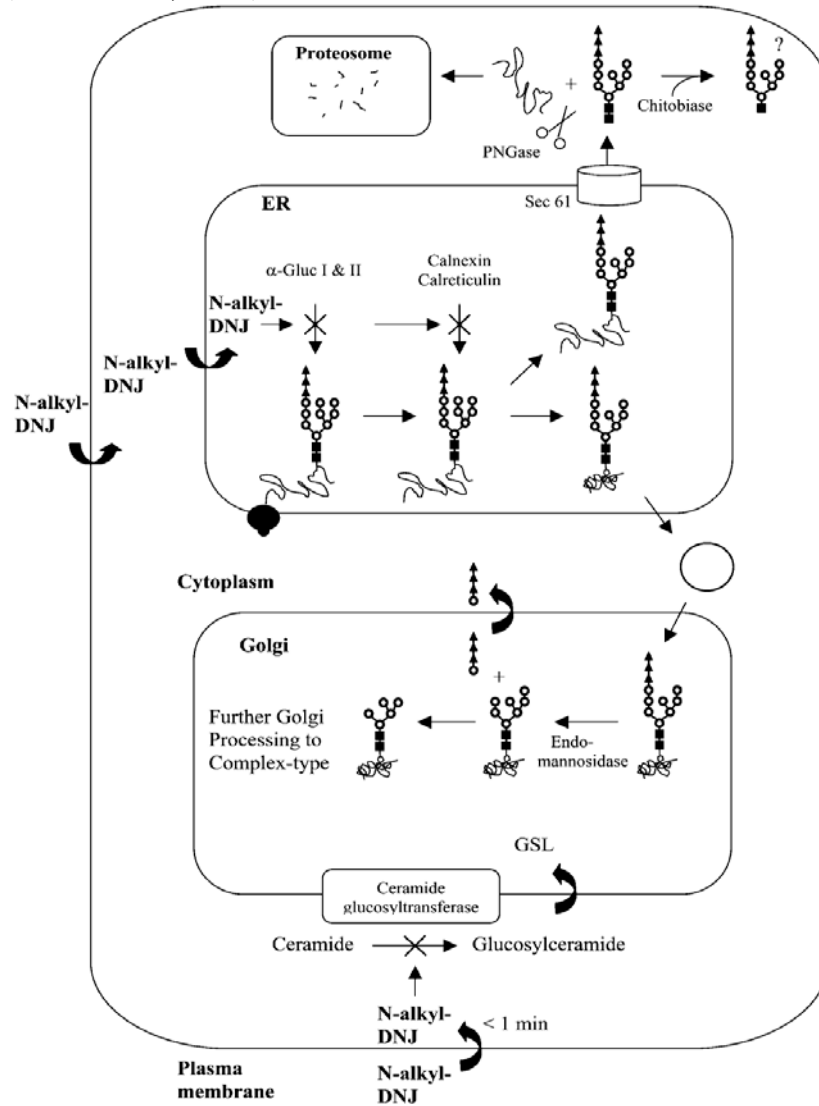 Proteosome
+
?
Chitobiase
PNGase
Sec 61
ER
α-Gluc I & II
Calnexin
Calreticulin
N-alkyl-
DNJ
N-alkyl-
DNJ
N-alkyl-
DNJ
Cytoplasm
Golgi
+
Further Golgi
Processing to
Complex-type
Endo-
mannosidase
GSL
Ceramide
glucosyltransferase
Ceramide
Glucosylceramide
N-alkyl-
DNJ
< 1 min
Plasma
membrane
N-alkyl-
DNJ